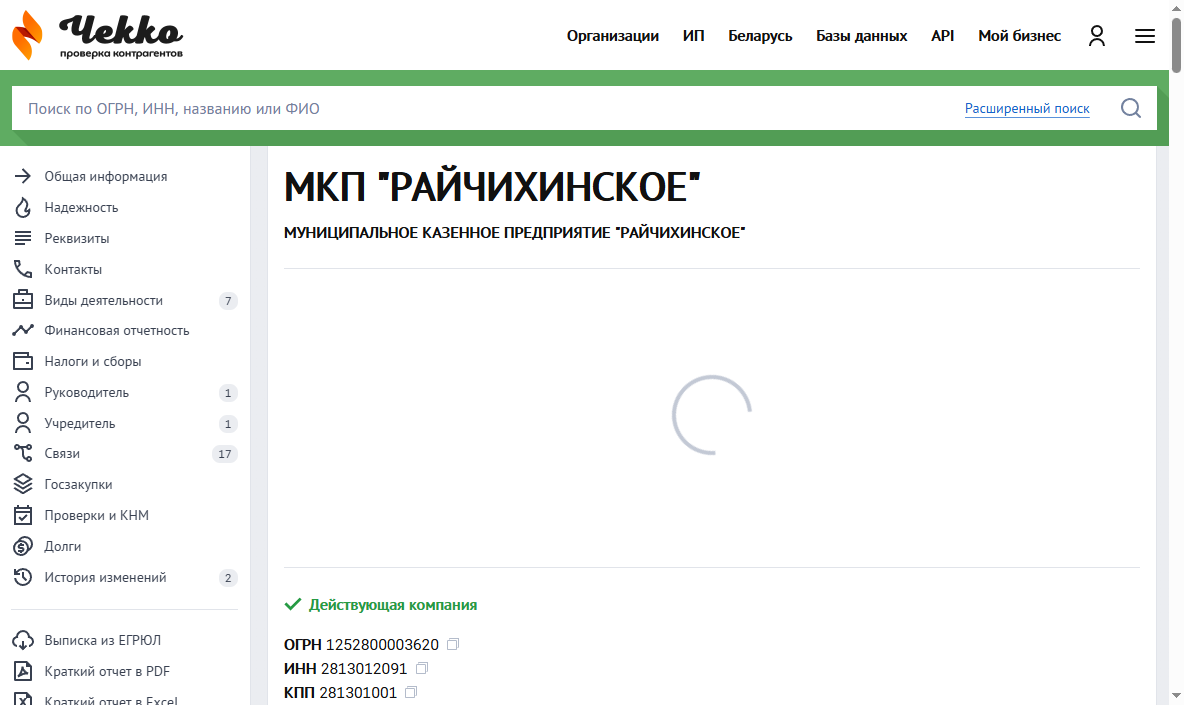 Чекко
проверка контрагентов
Организации ИП Беларусь Базы данных API Мой бизнес
Поиск по ОГРН, ИНН, названию или ФИО Расширенный поиск
Общая информация
Надежность
Реквизиты
Контакты
Виды деятельности 7
Финансовая отчетность
Налоги и сборы
Руководитель 1
Учредитель 1
Связи 17
Госзакупки
Проверки и КНМ
Долги
История изменений 2
Выписка из ЕГРЮЛ
Краткий отчет в PDF
Краткий отчет в Excel
МКП "РАЙЧИХИНСКОЕ"
МУНИЦИПАЛЬНОЕ КАЗЕННОЕ ПРЕДПРИЯТИЕ "РАЙЧИХИНСКОЕ"
Действующая компания
ОГРН 1252800003620
ИНН 2813012091
КПП 281301001